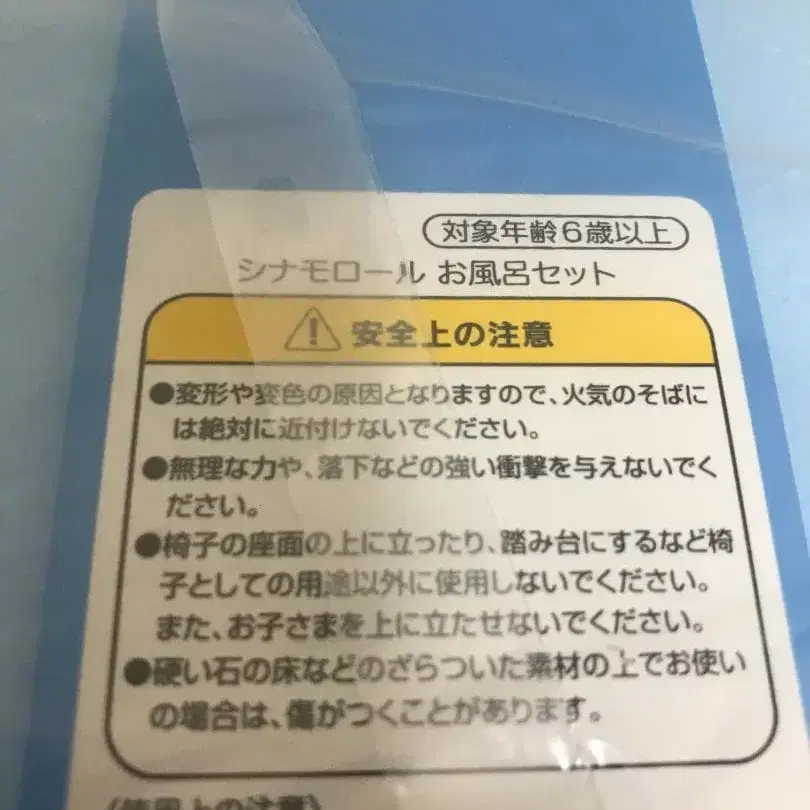 対象年齢6歳以上
シナモロール お風呂セット
安全上の注意
●変形や変色の原因となりますので、火気のそばに
は絶対に近付けないでください。
●無理な力や、落下などの強い衝撃を与えないでく
ださい。
●椅子の座面の上に立ったり、踏み台にするなど椅
子としての用途以外に使用しないでください。
また、お子さまを上に立たせないでください。
●硬い石の床などのざらついた素材の上でお使い
の場合は、傷がつくことがあります。
〈使用上の注意〉